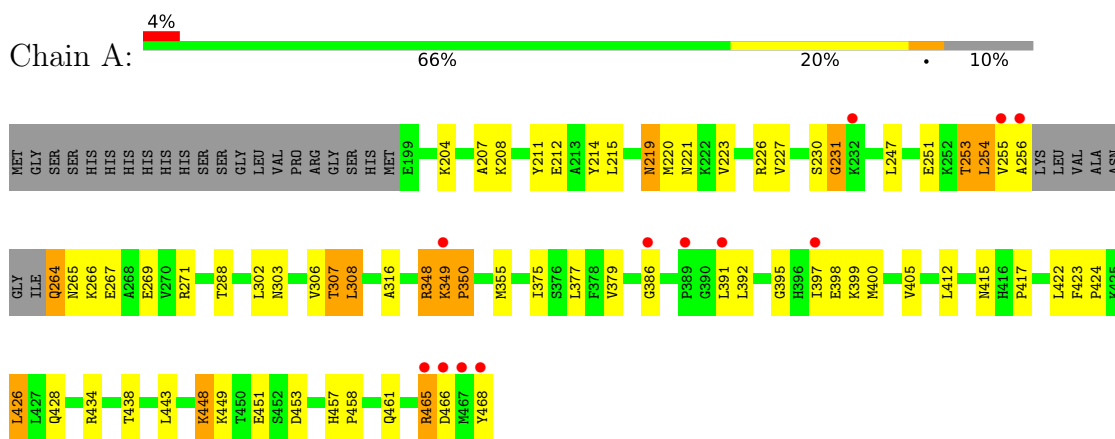 4%
Chain A:
66% 20% • 10%
MET GLY SER SER HIS HIS HIS HIS HIS HIS SER SER GLY LEU VAL PRO ARG GLY SER HIS MET E199 K204 A207 K208 Y211 E212 A213 Y214 L215 N219 M220 N221 K222 V223 R226 V227 S230 G231 K232 L247 E251 K252 T253 L254 V255 A256 LYS LEU VAL ALA ASN
GLY ILE Q264 N265 K266 E267 A268 E269 V270 R271 T288 L302 N303 V306 T307 L308 A316 R348 K349 P350 M355 I375 S376 L377 F378 V379 G386 P389 G390 L391 L392 G395 H396 I397 E398 K399 M400 V405 L412 N415 H416 P417 L422 F423 P424 K425
L426 L427 Q428 R434 T438 L443 K448 K449 T450 E451 S452 D453 H457 P458 Q461 R465 D466 M467 Y468